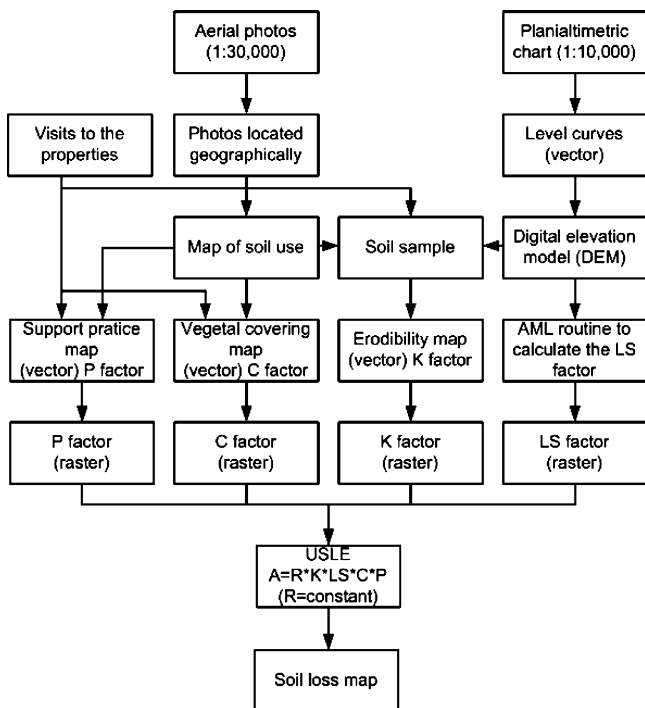 Aerial photos
(1:30,000)
Planialtimetric
chart (1:10,000)
Visits to the
properties
Photos located
geographically
Level curves
(vector)
Map of soil use
Soil sample
Digital elevation
model (DEM)
Support pratice
map
(vector) P factor
Vegetal covering
map
(vector) C factor
Erodibility map
(vector) K factor
AML routine to
calculate the LS
factor
P factor
(raster)
C factor
(raster)
K factor
(raster)
LS factor
(raster)
USLE
A=R*K*LS*C*P
(R=constant)
Soil loss map